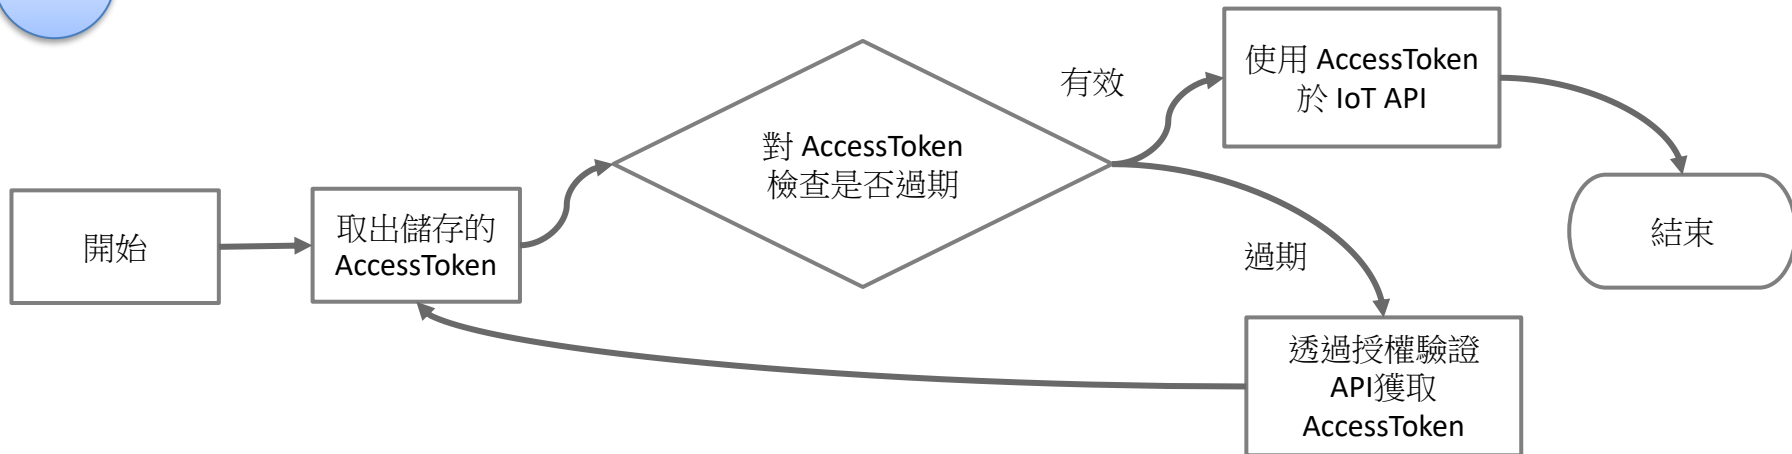 開始
取出儲存的
AccessToken
對 AccessToken
檢查是否過期
有效
使用 AccessToken
於 IoT API
結束
過期
透過授權驗證
API獲取
AccessToken